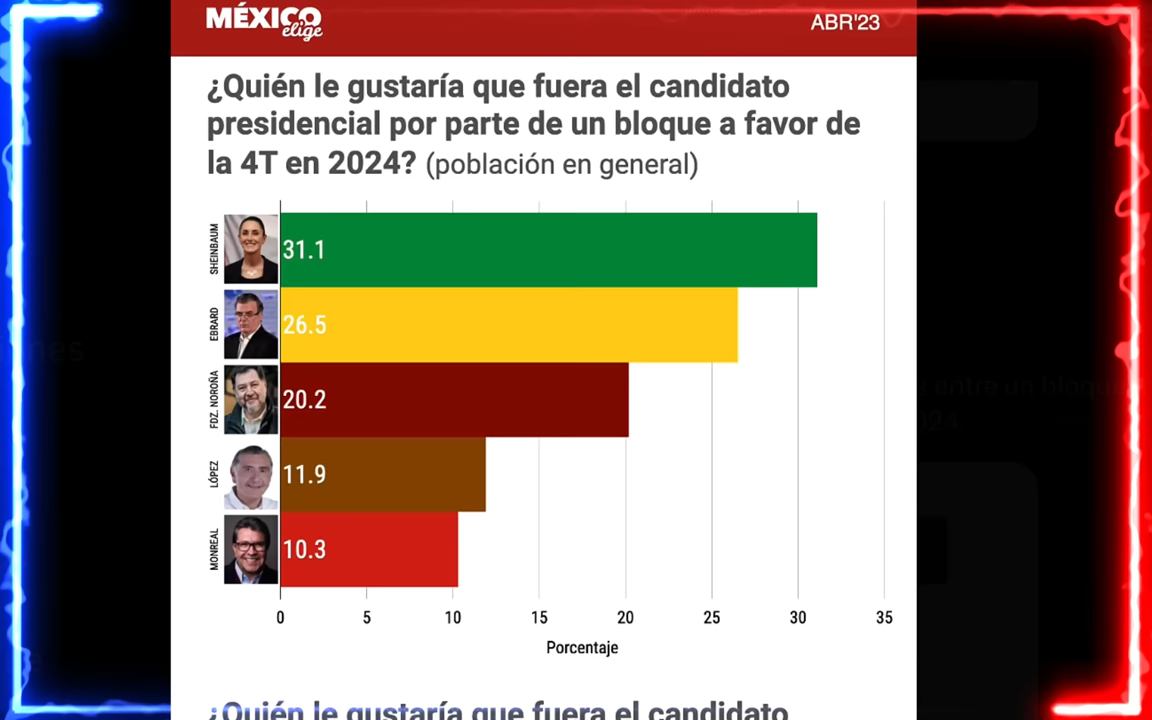 MÉXICO
elige
ABR'23
¿Quién le gustaría que fuera el candidato
presidencial por parte de un bloque a favor de
la 4T en 2024? (población en general)
SHEINBAUM
31.1
EBRARD
26.5
FDZ. NOROÑA
20.2
LÓPEZ
11.9
MONREAL
10.3
0 5 10 15 20 25 30 35
Porcentaje
¿Quién le gustaría que fuera el candidato
entre un bloque